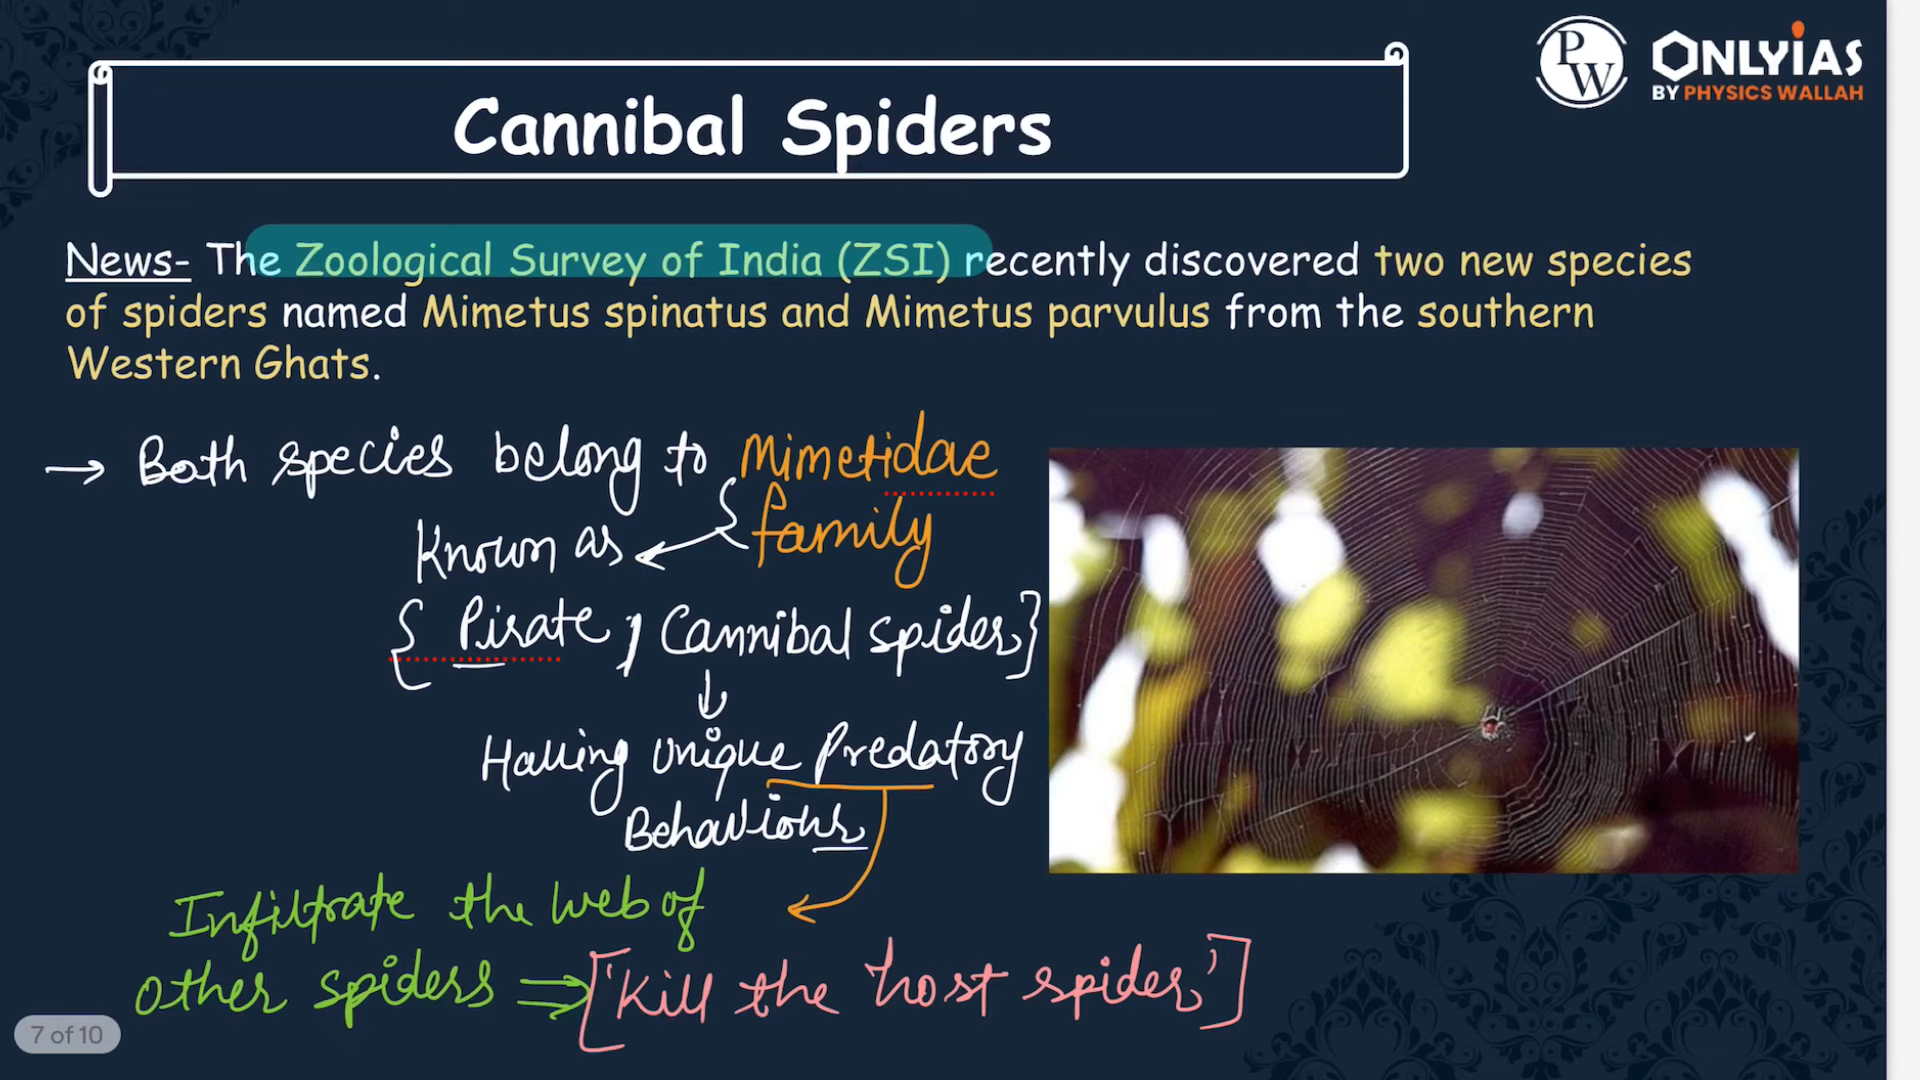 PW ONLYIAS
BY PHYSICS WALLAH
Cannibal Spiders
News- The Zoological Survey of India (ZSI) recently discovered two new species
of spiders named Mimetus spinatus and Mimetus parvulus from the southern
Western Ghats.
→ Both species belong to Mimetidae
family
Known as
{ Pirate, Cannibal spider }
Having unique Predatory
Behaviour
Infiltrate the web of
other spiders ⇒ ['Kill the host spider']
7 of 10